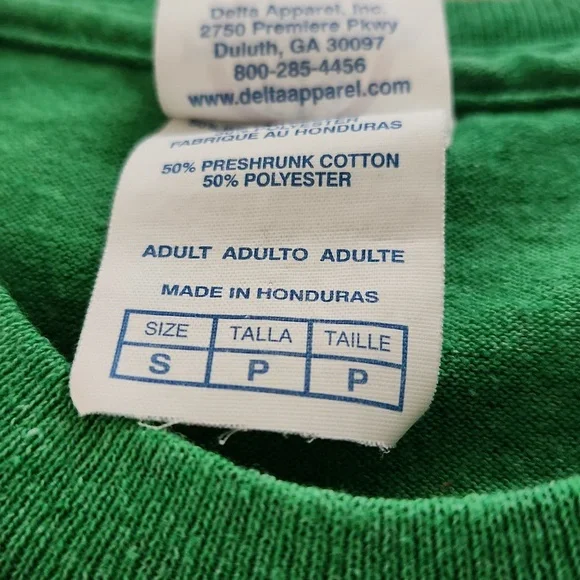 Delta Apparel, Inc.
2750 Premiere Pkwy
Duluth, GA 30097
800-285-4456
www.deltaapparel.com
FABRIQUE AU HONDURAS
50% PRESHRUNK COTTON
50% POLYESTER
ADULT ADULTO ADULTE
MADE IN HONDURAS
SIZE TALLA TAILLE
S P P